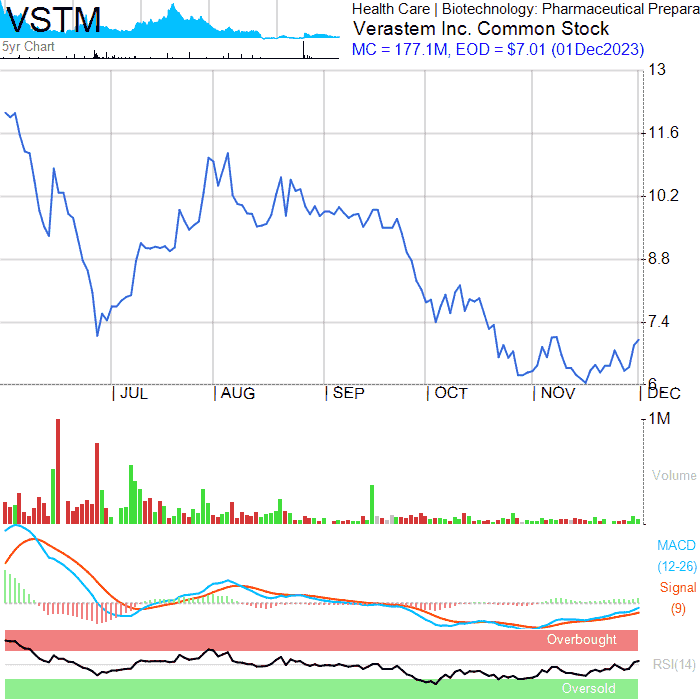 VSTM
5yr Chart
Health Care | Biotechnology: Pharmaceutical Prepara
Verastem Inc. Common Stock
MC = 177.1M, EOD = $7.01 (01Dec2023)
13
11.6
10.2
8.8
7.4
6
JUL
AUG
SEP
OCT
NOV
DEC
1M
Volume
MACD
(12-26)
Signal
(9)
Overbought
RSI(14)
Oversold